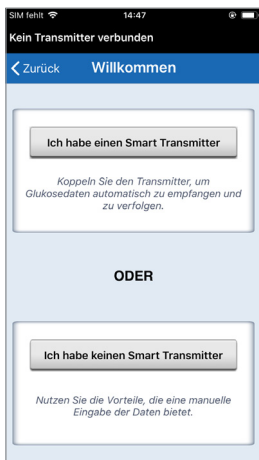 SIM fehlt 14:47
Kein Transmitter verbunden
Zurück Willkommen
Ich habe einen Smart Transmitter
Koppeln Sie den Transmitter, um
Glukosedaten automatisch zu empfangen und
zu verfolgen.
ODER
Ich habe keinen Smart Transmitter
Nutzen Sie die Vorteile, die eine manuelle
Eingabe der Daten bietet.